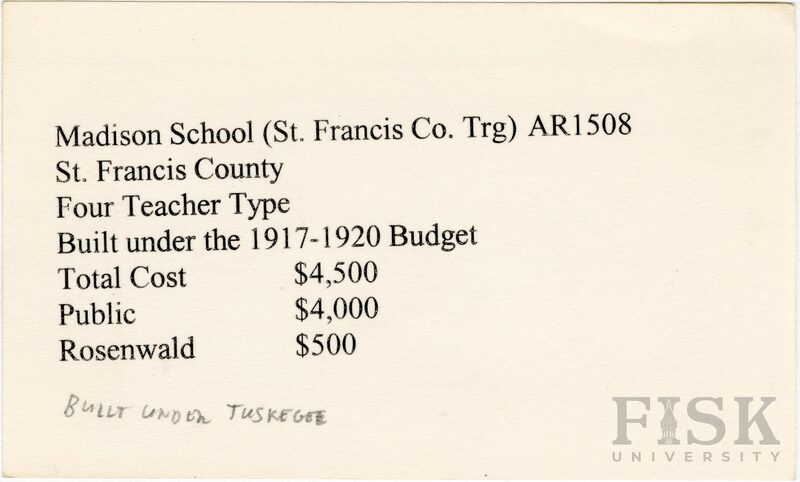 Madison School (St. Francis Co. Trg) AR1508
St. Francis County
Four Teacher Type
Built under the 1917-1920 Budget
Total Cost $4,500
Public $4,000
Rosenwald $500
BUILT UNDER TUSKEGEE
FISK
UNIVERSITY